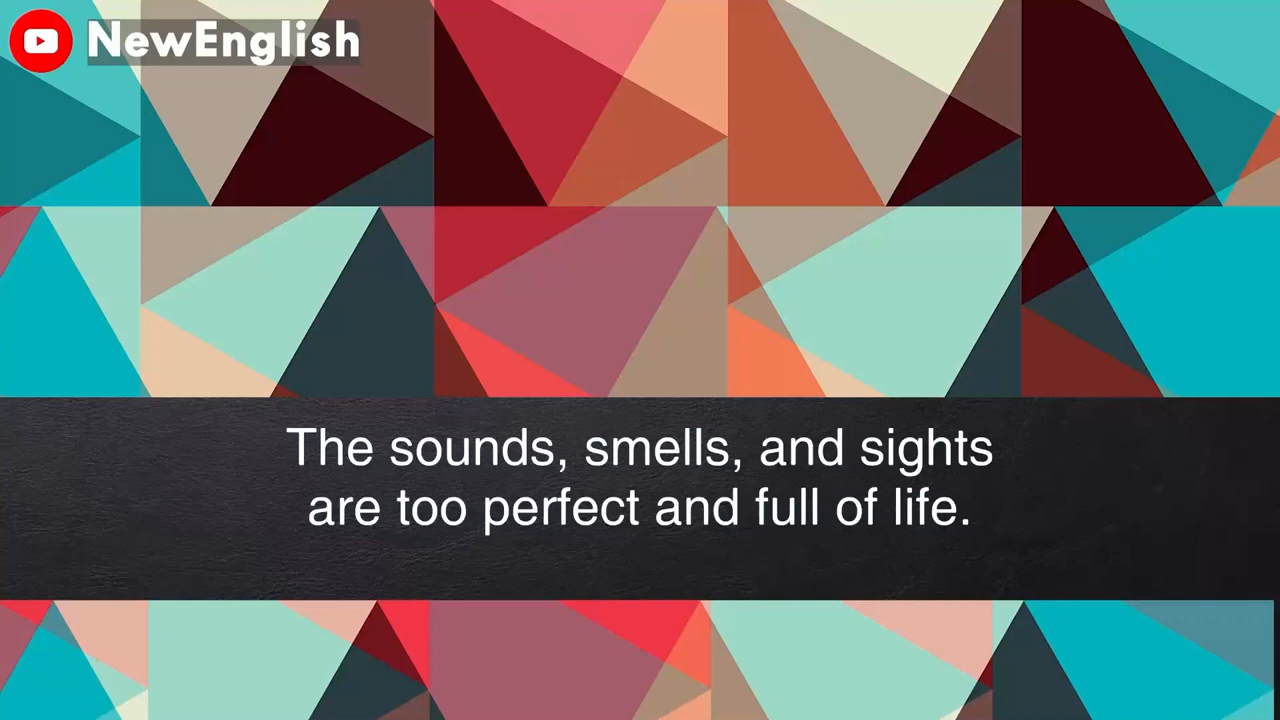 NewEnglish
The sounds, smells, and sights
are too perfect and full of life.